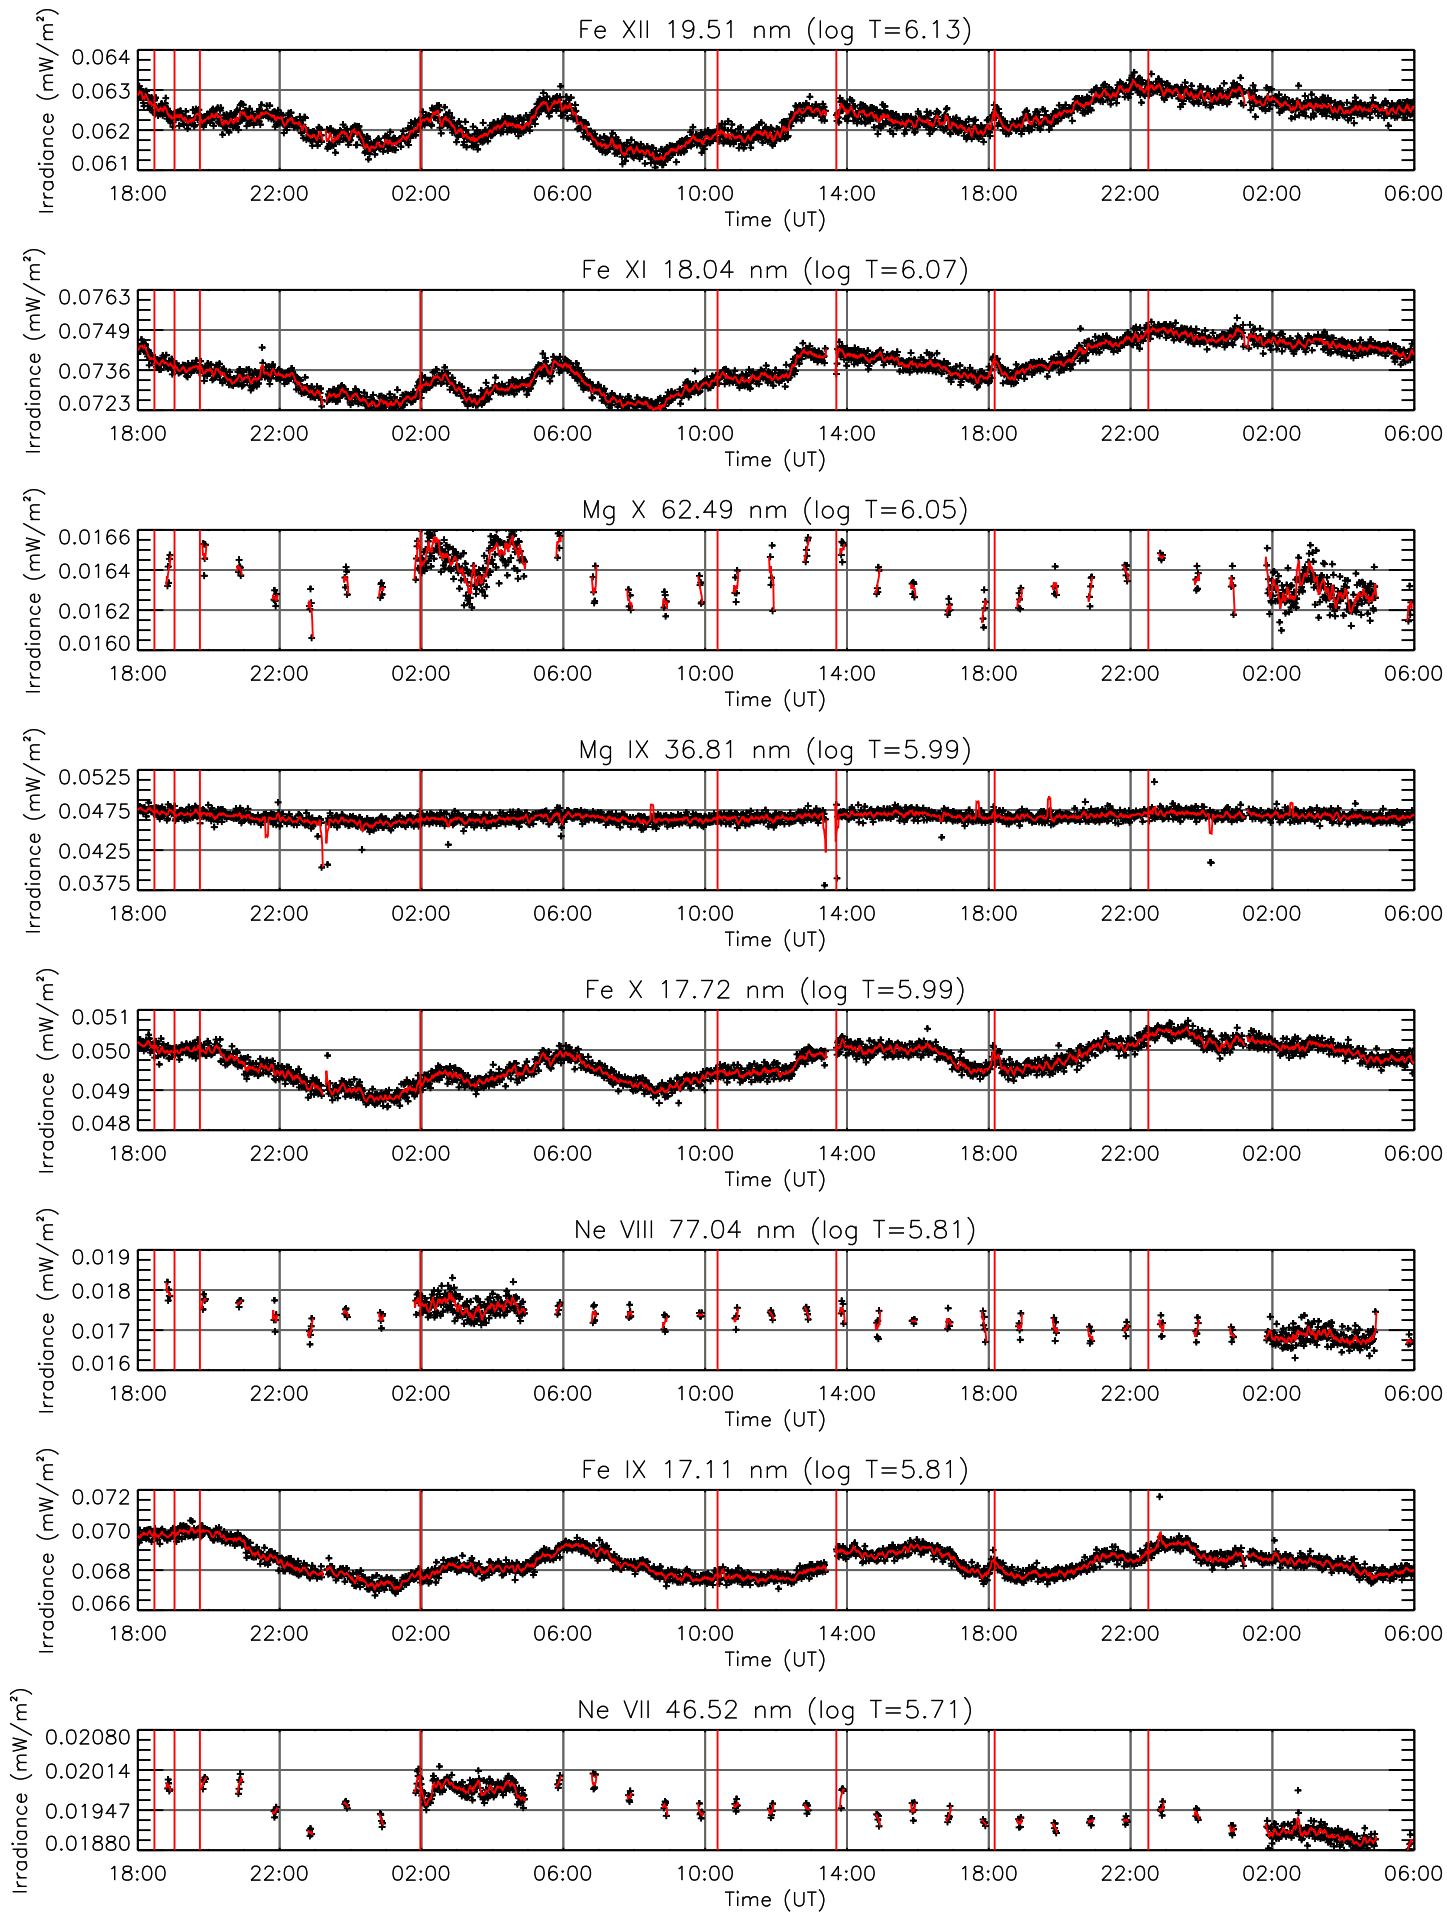 Fe XII 19.51 nm (log T=6.13)
Irradiance (mW/m²)
0.064
0.063
0.062
0.061
18:00 22:00 02:00 06:00 10:00 14:00 18:00 22:00 02:00 06:00
Time (UT)
Fe XI 18.04 nm (log T=6.07)
Irradiance (mW/m²)
0.0763
0.0749
0.0736
0.0723
18:00 22:00 02:00 06:00 10:00 14:00 18:00 22:00 02:00 06:00
Time (UT)
Mg X 62.49 nm (log T=6.05)
Irradiance (mW/m²)
0.0166
0.0164
0.0162
0.0160
18:00 22:00 02:00 06:00 10:00 14:00 18:00 22:00 02:00 06:00
Time (UT)
Mg IX 36.81 nm (log T=5.99)
Irradiance (mW/m²)
0.0525
0.0475
0.0425
0.0375
18:00 22:00 02:00 06:00 10:00 14:00 18:00 22:00 02:00 06:00
Time (UT)
Fe X 17.72 nm (log T=5.99)
Irradiance (mW/m²)
0.051
0.050
0.049
0.048
18:00 22:00 02:00 06:00 10:00 14:00 18:00 22:00 02:00 06:00
Time (UT)
Ne VIII 77.04 nm (log T=5.81)
Irradiance (mW/m²)
0.019
0.018
0.017
0.016
18:00 22:00 02:00 06:00 10:00 14:00 18:00 22:00 02:00 06:00
Time (UT)
Fe IX 17.11 nm (log T=5.81)
Irradiance (mW/m²)
0.072
0.070
0.068
0.066
18:00 22:00 02:00 06:00 10:00 14:00 18:00 22:00 02:00 06:00
Time (UT)
Ne VII 46.52 nm (log T=5.71)
Irradiance (mW/m²)
0.02080
0.02014
0.01947
0.01880
18:00 22:00 02:00 06:00 10:00 14:00 18:00 22:00 02:00 06:00
Time (UT)